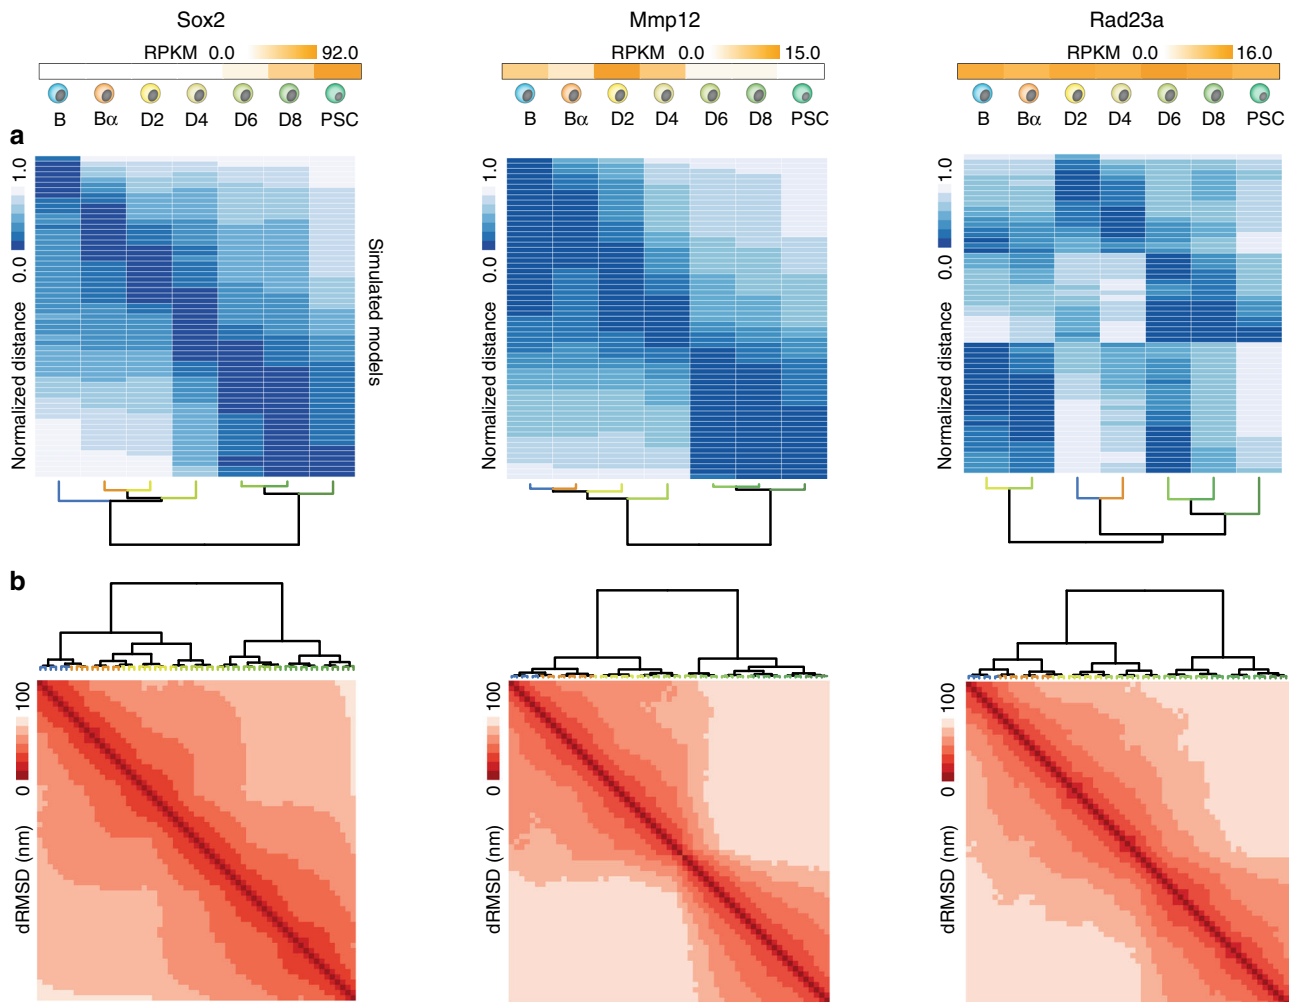 Sox2
Mmp12
Rad23a
RPKM 0.0 92.0
RPKM 0.0 15.0
RPKM 0.0 16.0
B Bα D2 D4 D6 D8 PSC
B Bα D2 D4 D6 D8 PSC
B Bα D2 D4 D6 D8 PSC
a
Normalized distance 0.0 1.0
Simulated models
Normalized distance 0.0 1.0
Normalized distance 0.0 1.0
b
dRMSD (nm) 0 100
dRMSD (nm) 0 100
dRMSD (nm) 0 100